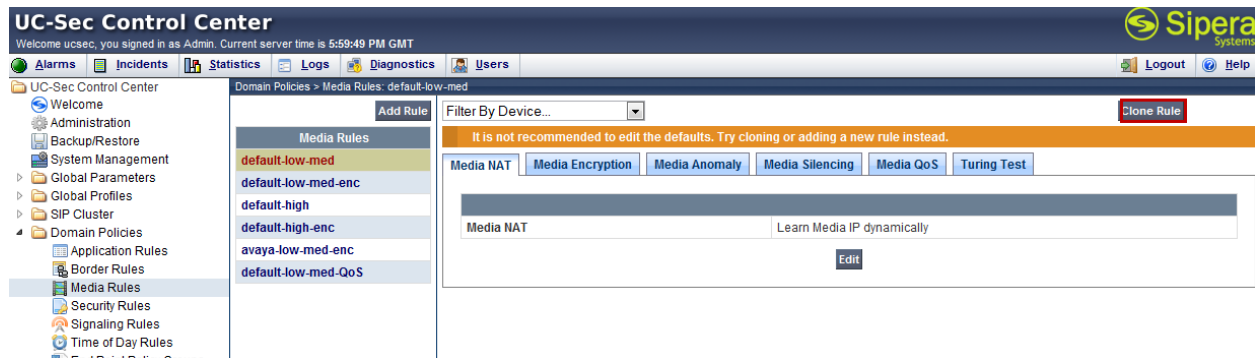 UC-Sec Control Center
Sipera
Systems
Welcome ucsec, you signed in as Admin. Current server time is 5:59:49 PM GMT
Alarms Incidents Statistics Logs Diagnostics Users Logout Help
UC-Sec Control Center
Welcome
Administration
Backup/Restore
System Management
Global Parameters
Global Profiles
SIP Cluster
Domain Policies
Application Rules
Border Rules
Media Rules
Security Rules
Signaling Rules
Time of Day Rules
Domain Policies > Media Rules: default-low-med
Add Rule
Media Rules
default-low-med
default-low-med-enc
default-high
default-high-enc
avaya-low-med-enc
default-low-med-QoS
Filter By Device...
Clone Rule
It is not recommended to edit the defaults. Try cloning or adding a new rule instead.
Media NAT Media Encryption Media Anomaly Media Silencing Media QoS Turing Test
Media NAT Learn Media IP dynamically
Edit